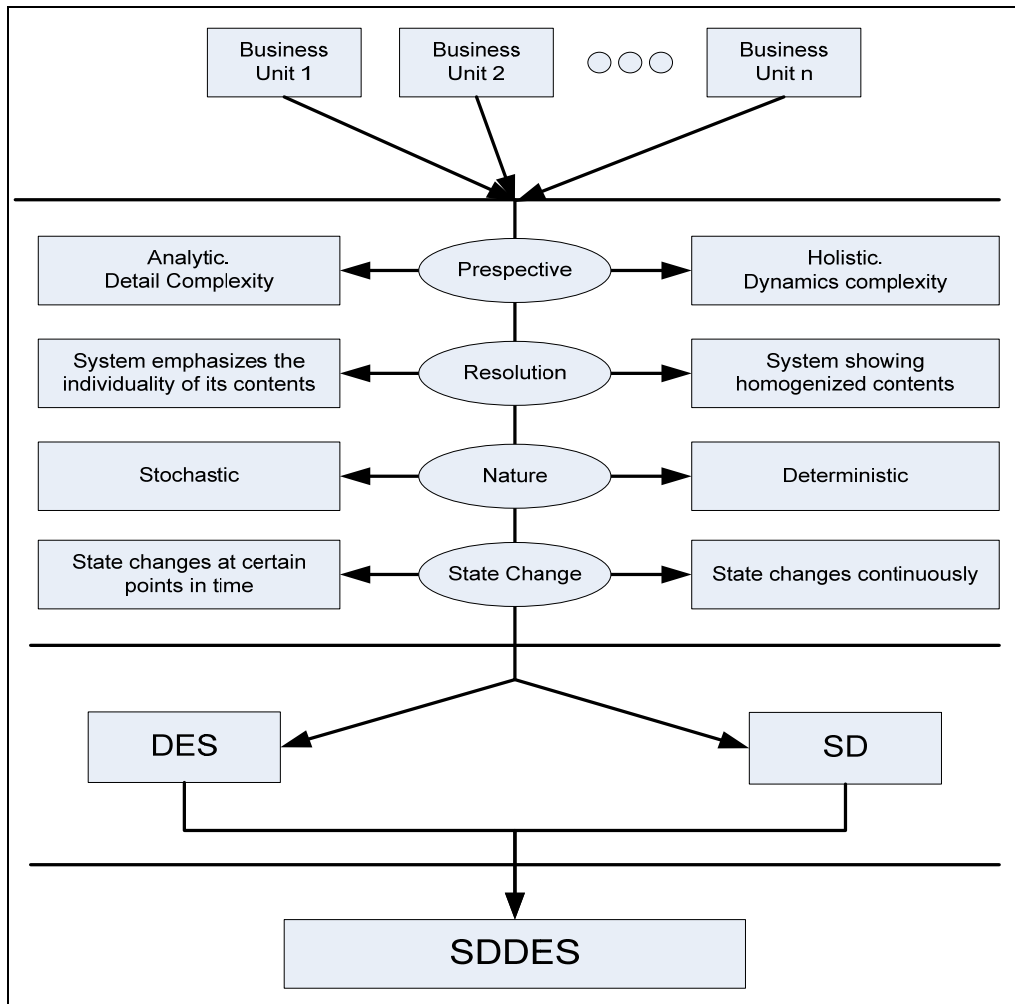 Business
Unit 1
Business
Unit 2
Business
Unit n
Analytic.
Detail Complexity
Prespective
Holistic.
Dynamics complexity
System emphasizes the
individuality of its contents
Resolution
System showing
homogenized contents
Stochastic
Nature
Deterministic
State changes at certain
points in time
State Change
State changes continuously
DES
SD
SDDES